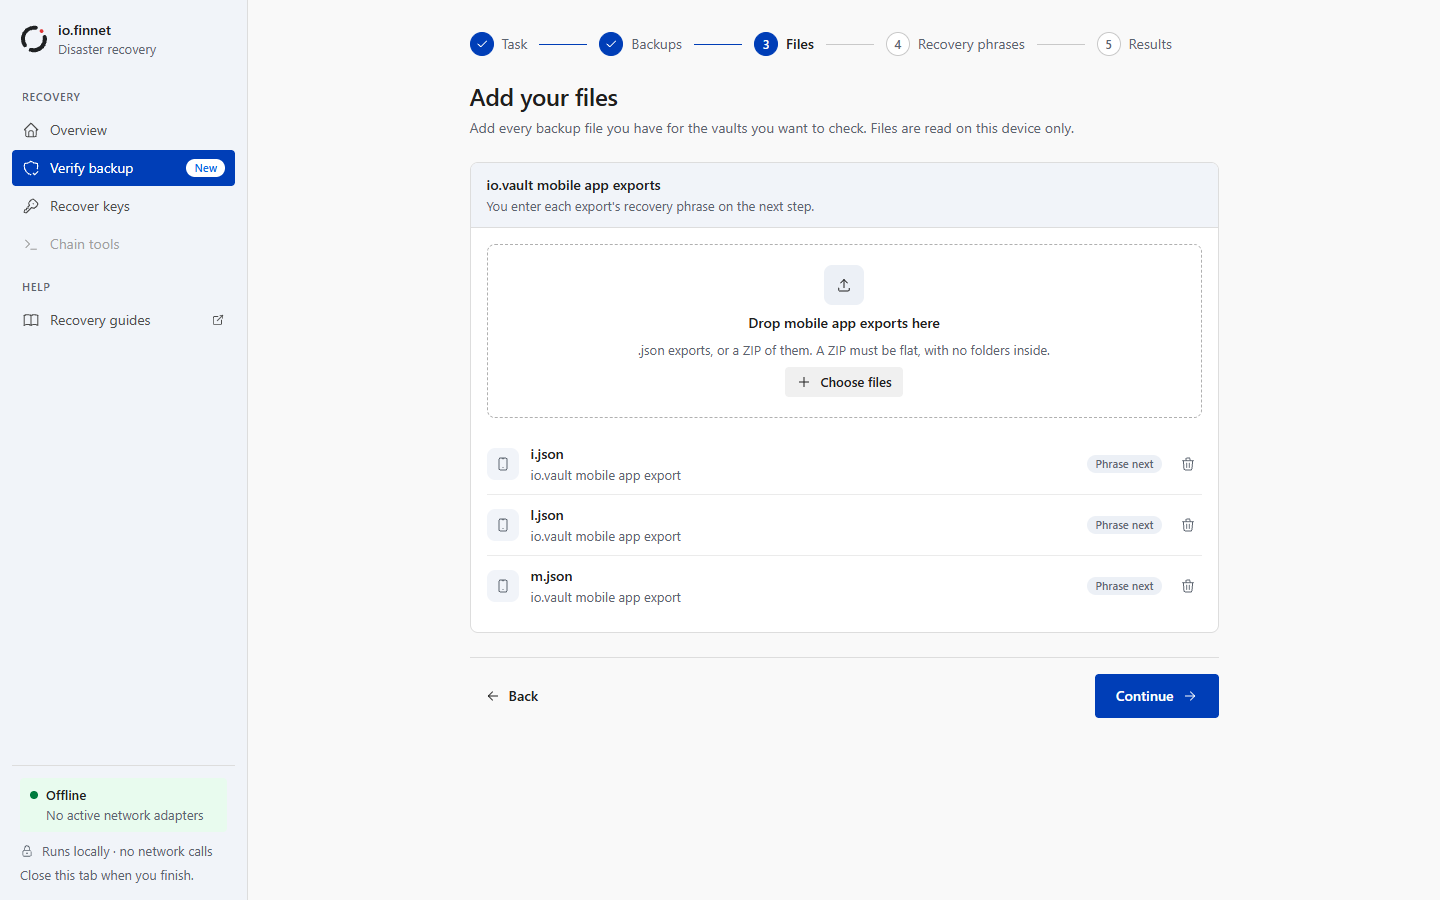 io.finnet
Disaster recovery
RECOVERY
Overview
Verify backup New
Recover keys
Chain tools
HELP
Recovery guides
Offline
No active network adapters
Runs locally · no network calls
Close this tab when you finish.
Task
Backups
3 Files
4 Recovery phrases
5 Results
Add your files
Add every backup file you have for the vaults you want to check. Files are read on this device only.
io.vault mobile app exports
You enter each export's recovery phrase on the next step.
Drop mobile app exports here
.json exports, or a ZIP of them. A ZIP must be flat, with no folders inside.
Choose files
i.json
io.vault mobile app export
Phrase next
l.json
io.vault mobile app export
Phrase next
m.json
io.vault mobile app export
Phrase next
Back
Continue